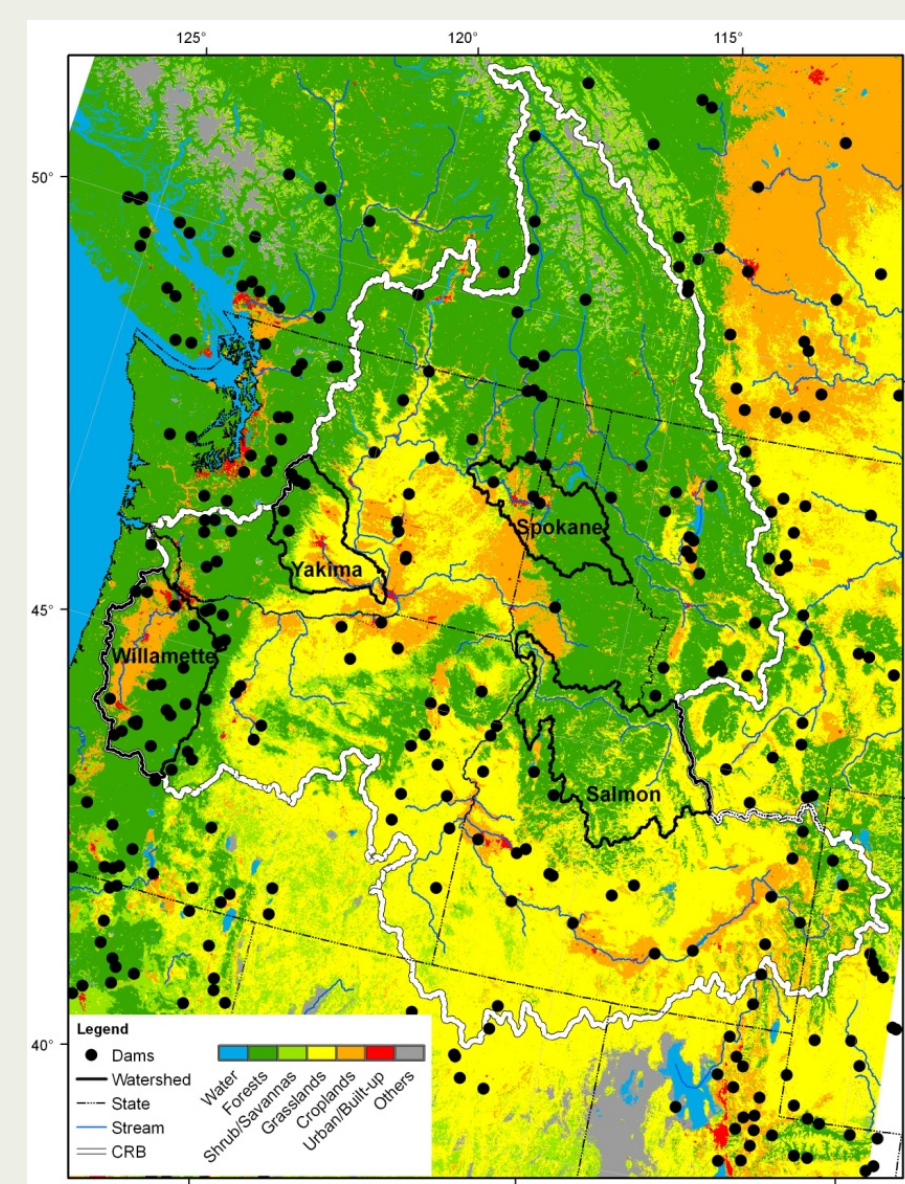 125°
120°
115°
50°
45°
40°
Spokane
Yakima
Willamette
Salmon
Legend
Dams
Watershed
State
Stream
CRB
Water
Forests
Shrub/Savannas
Grasslands
Croplands
Urban/Built-up
Others